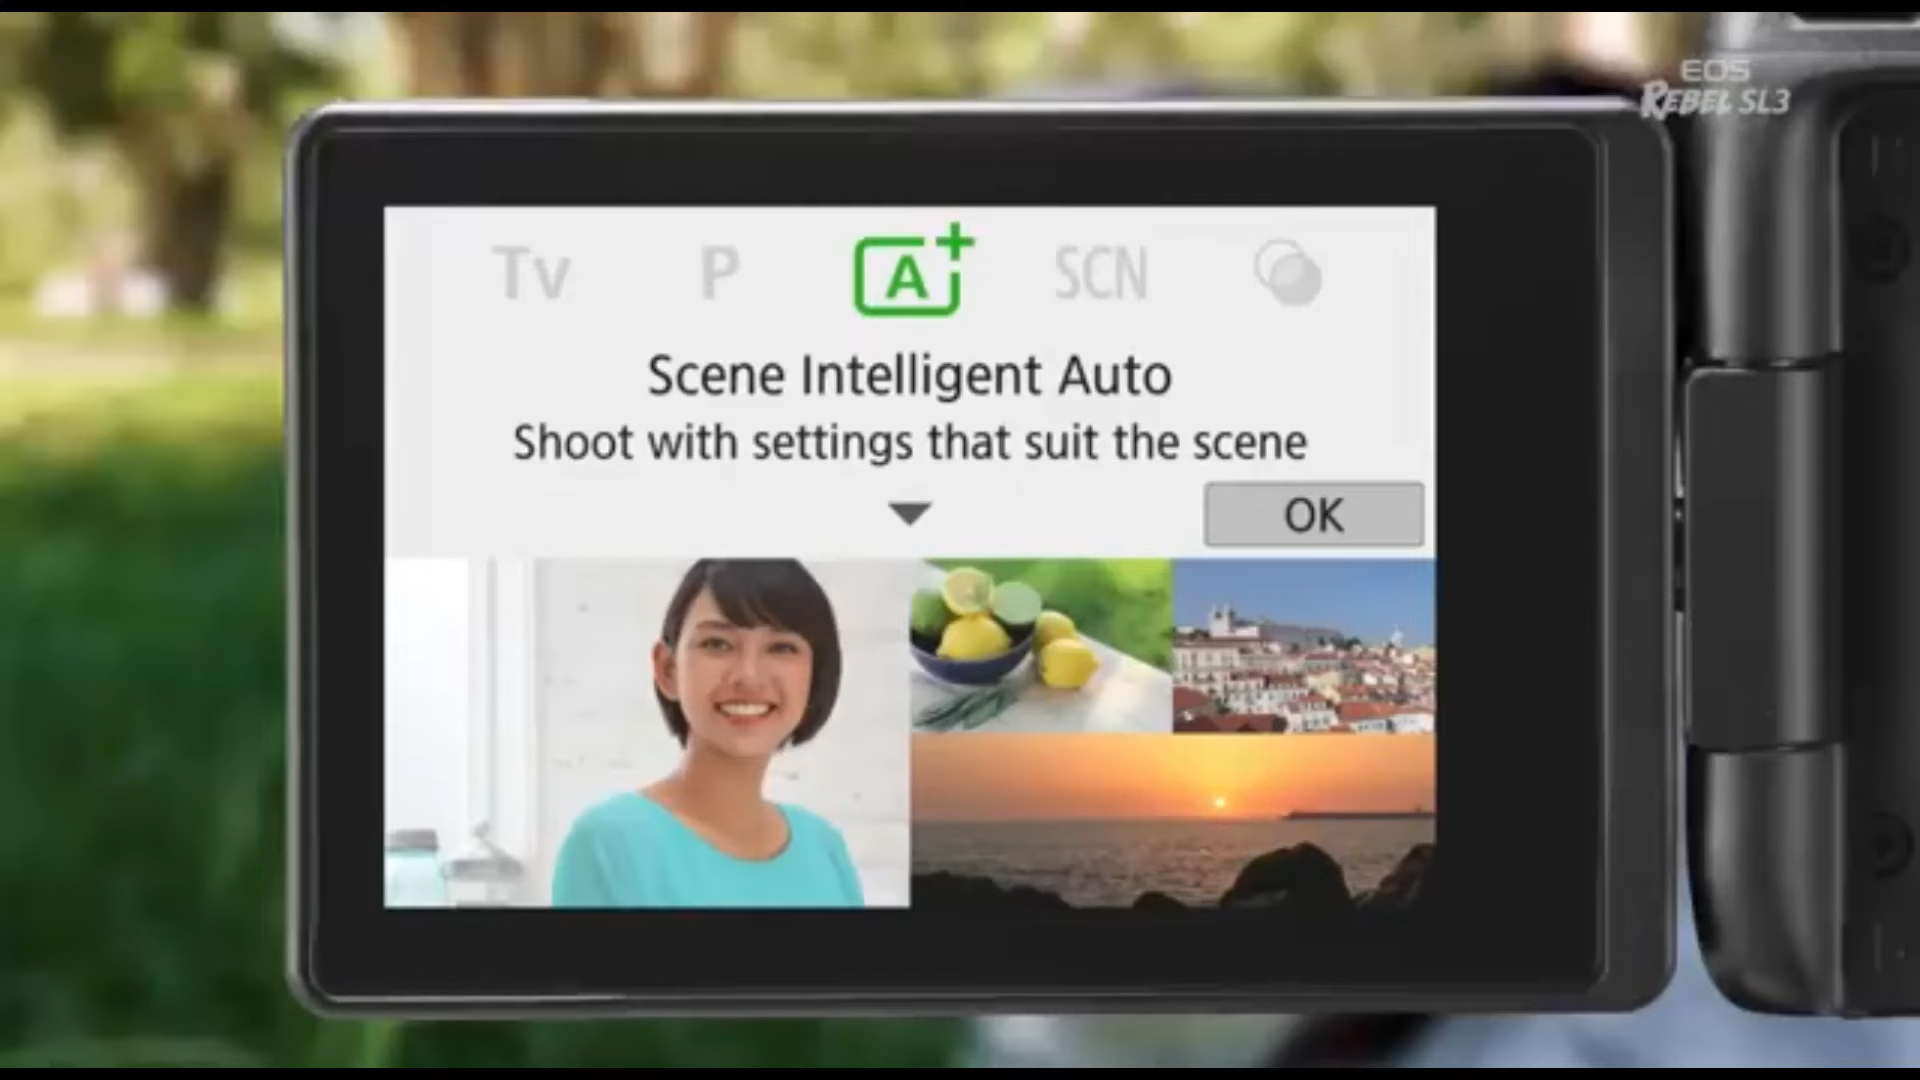 EOS
REBEL SL3
Tv P A+ SCN
Scene Intelligent Auto
Shoot with settings that suit the scene
OK